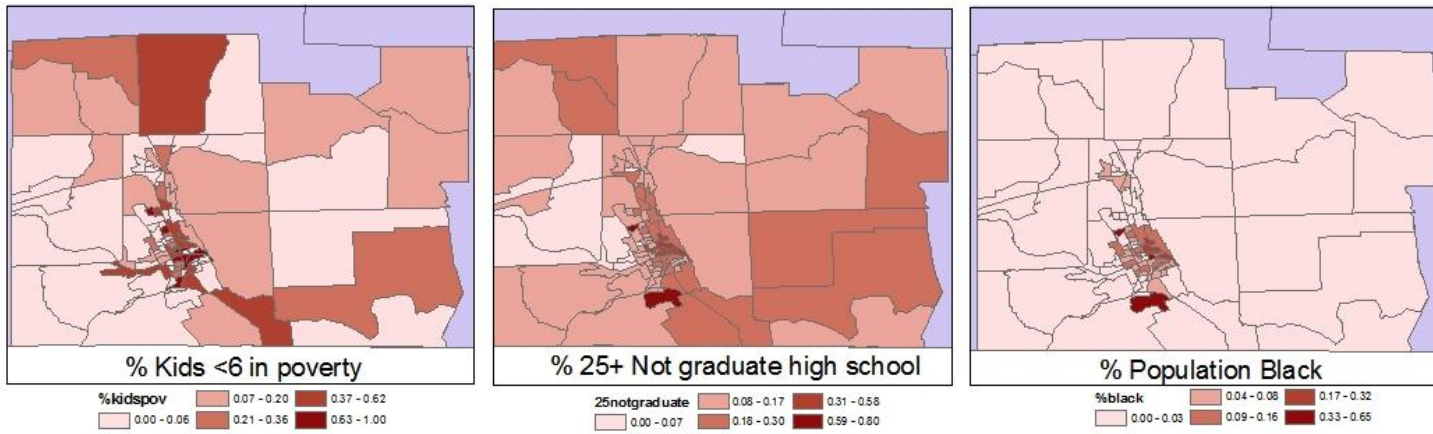 % Kids <6 in poverty
%kidspov
0.00 - 0.06
0.07 - 0.20
0.21 - 0.36
0.37 - 0.62
0.63 - 1.00
% 25+ Not graduate high school
25notgraduate
0.00 - 0.07
0.08 - 0.17
0.18 - 0.30
0.31 - 0.58
0.59 - 0.80
% Population Black
%black
0.00 - 0.03
0.04 - 0.08
0.09 - 0.16
0.17 - 0.32
0.33 - 0.65